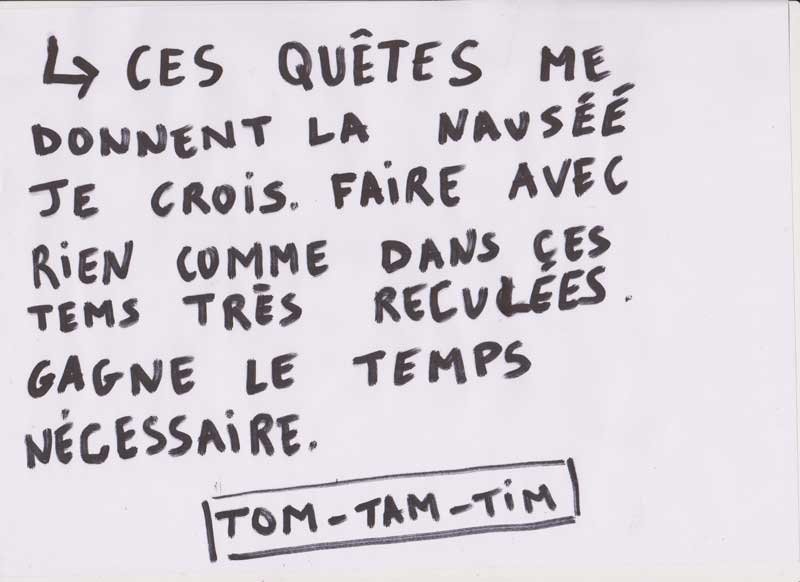 ↳ CES QUÊTES ME
DONNENT LA NAUSÉÉ
JE CROIS. FAIRE AVEC
RIEN COMME DANS ÇES
TEMS TRÈS RECULÉES.
GAGNE LE TEMPS
NÉCESSAIRE.
TOM-TAM-TIM